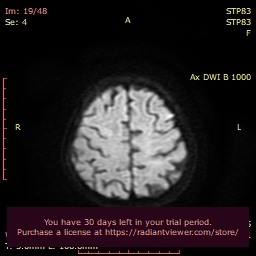 Im: 19/48
Se: 4
A
STP83
STP83
F
Ax DWI B 1000
R
L
You have 30 days left in your trial period.
Purchase a license at https://radiantviewer.com/store/